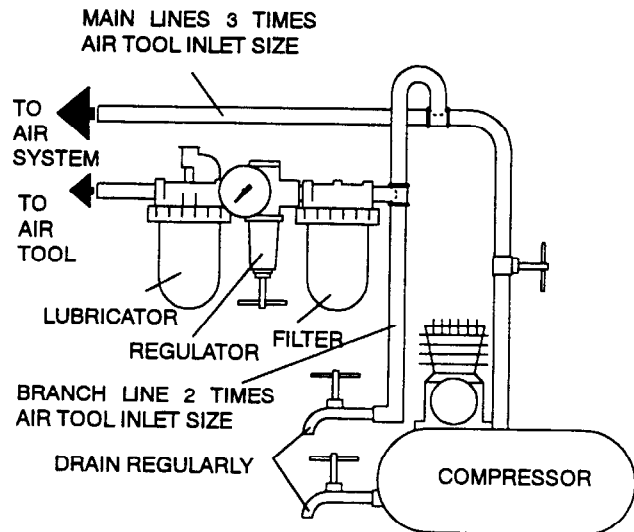 MAIN LINES 3 TIMES
AIR TOOL INLET SIZE
TO
AIR
SYSTEM
TO
AIR
TOOL
LUBRICATOR
REGULATOR
FILTER
BRANCH LINE 2 TIMES
AIR TOOL INLET SIZE
DRAIN REGULARLY
COMPRESSOR